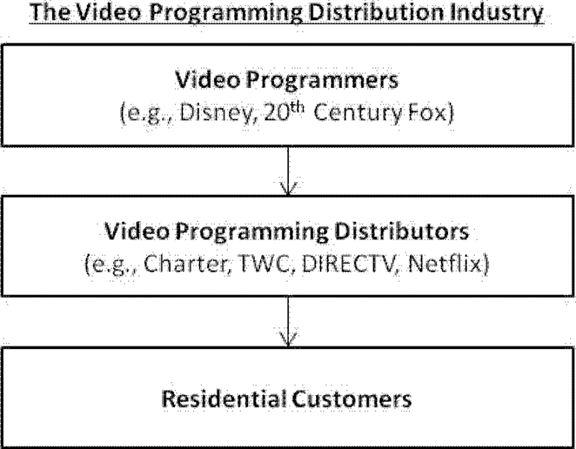 The Video Programming Distribution Industry
Video Programmers
(e.g., Disney, 20th Century Fox)
Video Programming Distributors
(e.g., Charter, TWC, DIRECTV, Netflix)
Residential Customers